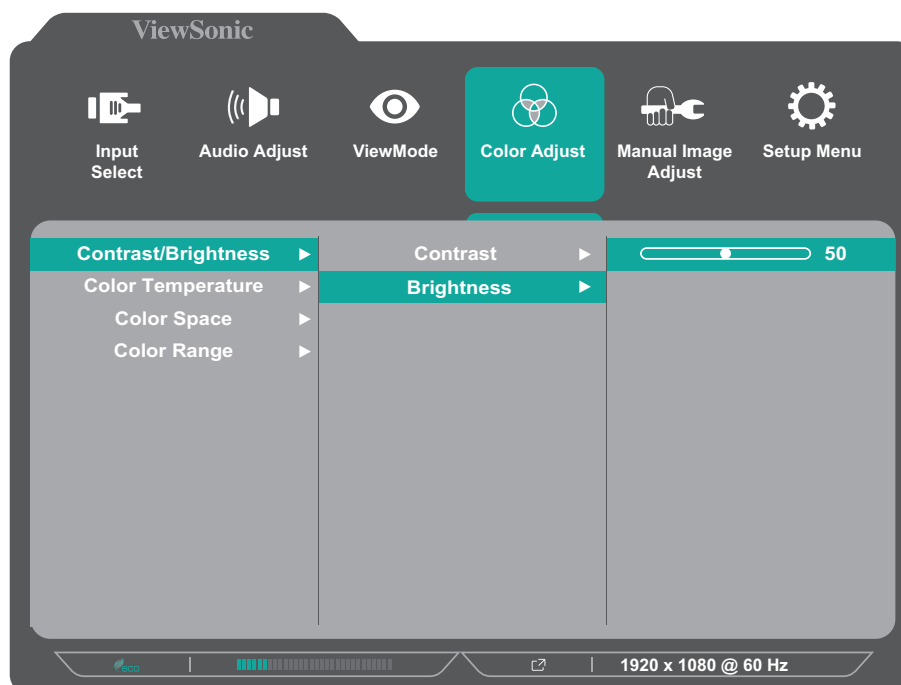 ViewSonic
Input
Select
Audio Adjust
ViewMode
Color Adjust
Manual Image
Adjust
Setup Menu
Contrast/Brightness
Contrast
50
Color Temperature
Brightness
Color Space
Color Range
eco
1920 x 1080 @ 60 Hz